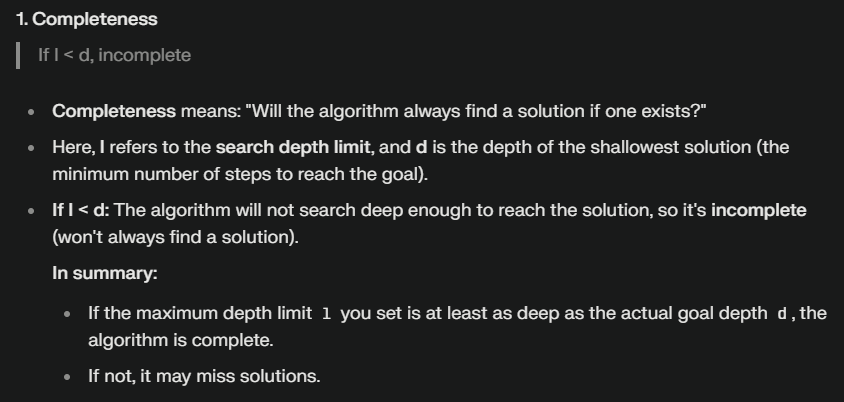 1. Completeness
If l < d, incomplete
Completeness means: "Will the algorithm always find a solution if one exists?"
Here, l refers to the search depth limit, and d is the depth of the shallowest solution (the
minimum number of steps to reach the goal).
If l < d: The algorithm will not search deep enough to reach the solution, so it's incomplete
(won't always find a solution).
In summary:
If the maximum depth limit l you set is at least as deep as the actual goal depth d, the
algorithm is complete.
If not, it may miss solutions.